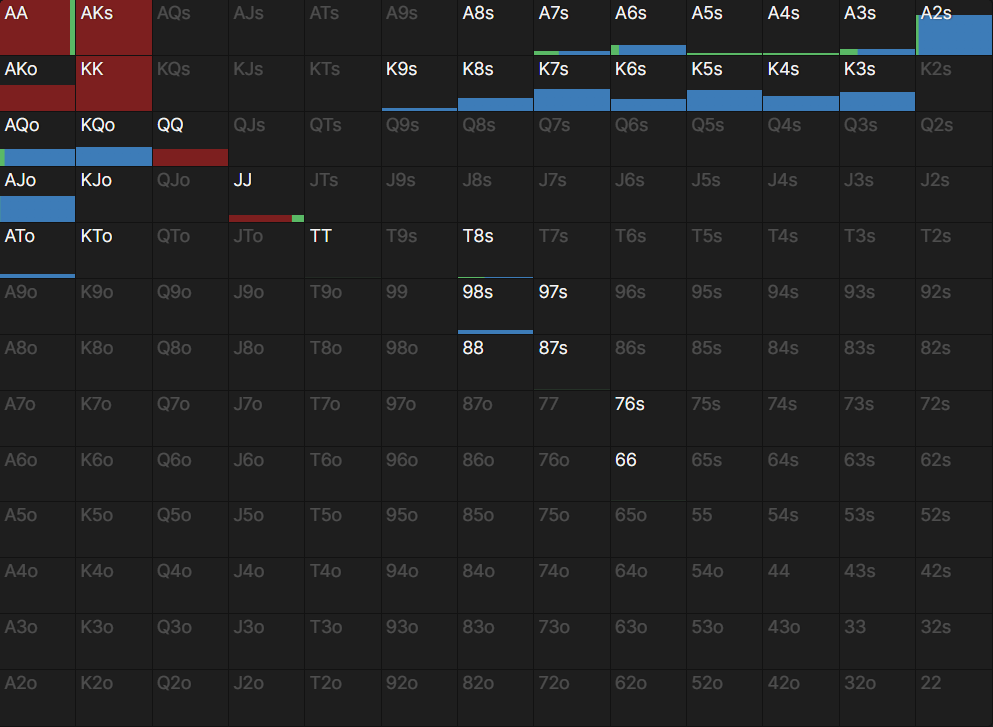 AA AKs AQs AJs ATs A9s A8s A7s A6s A5s A4s A3s A2s
AKo KK KQs KJs KTs K9s K8s K7s K6s K5s K4s K3s K2s
AQo KQo QQ QJs QTs Q9s Q8s Q7s Q6s Q5s Q4s Q3s Q2s
AJo KJo QJo JJ JTs J9s J8s J7s J6s J5s J4s J3s J2s
ATo KTo QTo JTo TT T9s T8s T7s T6s T5s T4s T3s T2s
A9o K9o Q9o J9o T9o 99 98s 97s 96s 95s 94s 93s 92s
A8o K8o Q8o J8o T8o 98o 88 87s 86s 85s 84s 83s 82s
A7o K7o Q7o J7o T7o 97o 87o 77 76s 75s 74s 73s 72s
A6o K6o Q6o J6o T6o 96o 86o 76o 66 65s 64s 63s 62s
A5o K5o Q5o J5o T5o 95o 85o 75o 65o 55 54s 53s 52s
A4o K4o Q4o J4o T4o 94o 84o 74o 64o 54o 44 43s 42s
A3o K3o Q3o J3o T3o 93o 83o 73o 63o 53o 43o 33 32s
A2o K2o Q2o J2o T2o 92o 82o 72o 62o 52o 42o 32o 22